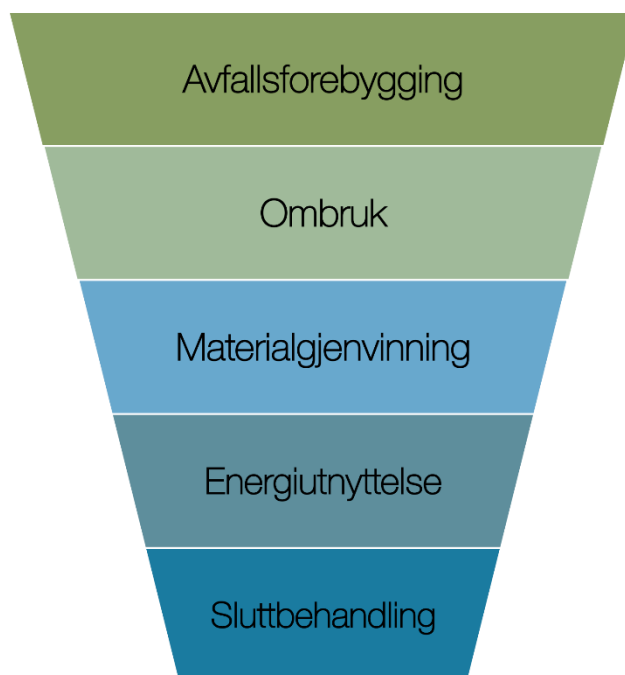 Avfallsforebygging
Ombruk
Materialgjenvinning
Energiutnyttelse
Sluttbehandling